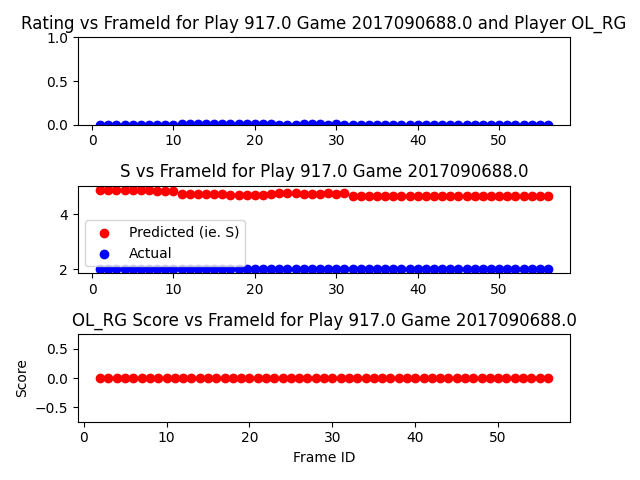 Rating vs FrameId for Play 917.0 Game 2017090688.0 and Player OL_RG
1.0
0.5
0.0
0 10 20 30 40 50
S vs FrameId for Play 917.0 Game 2017090688.0
4
2
Predicted (ie. S)
Actual
0 10 20 30 40 50
OL_RG Score vs FrameId for Play 917.0 Game 2017090688.0
Score
0.5
0.0
−0.5
0 10 20 30 40 50
Frame ID